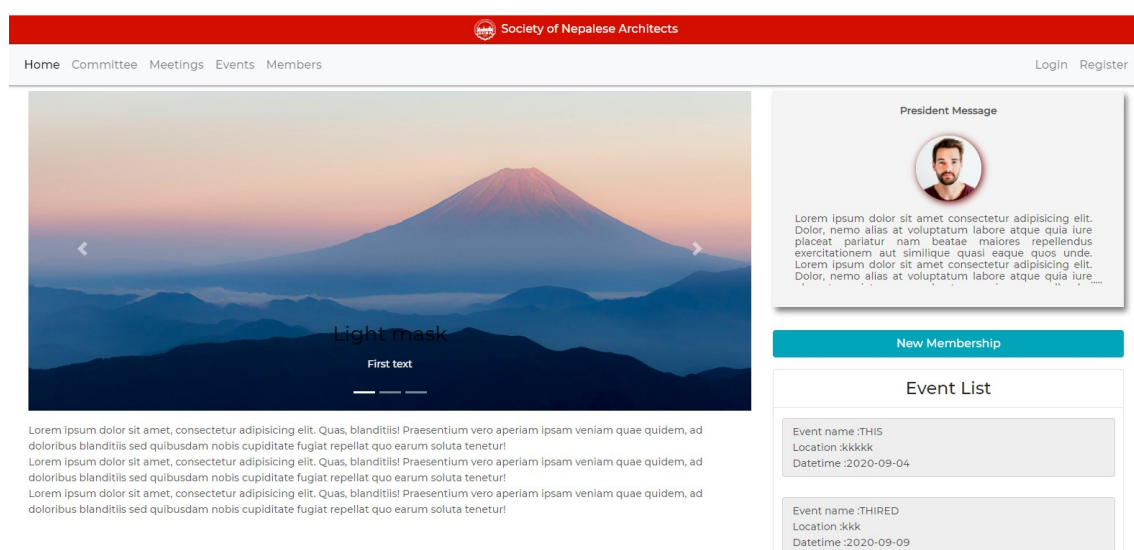 Society of Nepalese Architects
Home Committee Meetings Events Members
Login Register
Light mask
First text
Lorem ipsum dolor sit amet, consectetur adipisicing elit. Quas, blanditiis! Praesentium vero aperiam ipsam veniam quae quidem, ad
doloribus blanditiis sed quibusdam nobis cupiditate fugiat repellat quo earum soluta tenetur!
Lorem ipsum dolor sit amet, consectetur adipisicing elit. Quas, blanditiis! Praesentium vero aperiam ipsam veniam quae quidem, ad
doloribus blanditiis sed quibusdam nobis cupiditate fugiat repellat quo earum soluta tenetur!
Lorem ipsum dolor sit amet, consectetur adipisicing elit. Quas, blanditiis! Praesentium vero aperiam ipsam veniam quae quidem, ad
doloribus blanditiis sed quibusdam nobis cupiditate fugiat repellat quo earum soluta tenetur!
President Message
Lorem ipsum dolor sit amet consectetur adipisicing elit.
Dolor, nemo alias at voluptatum labore atque quia iure
placeat pariatur nam beatae maiores repellendus
exercitationem aut similique quasi eaque quos unde.
Lorem ipsum dolor sit amet consectetur adipisicing elit.
Dolor, nemo alias at voluptatum labore atque quia iure
.....
New Membership
Event List
Event name :THIS
Location :kkkkk
Datetime :2020-09-04
Event name :THIRED
Location :kkk
Datetime :2020-09-09